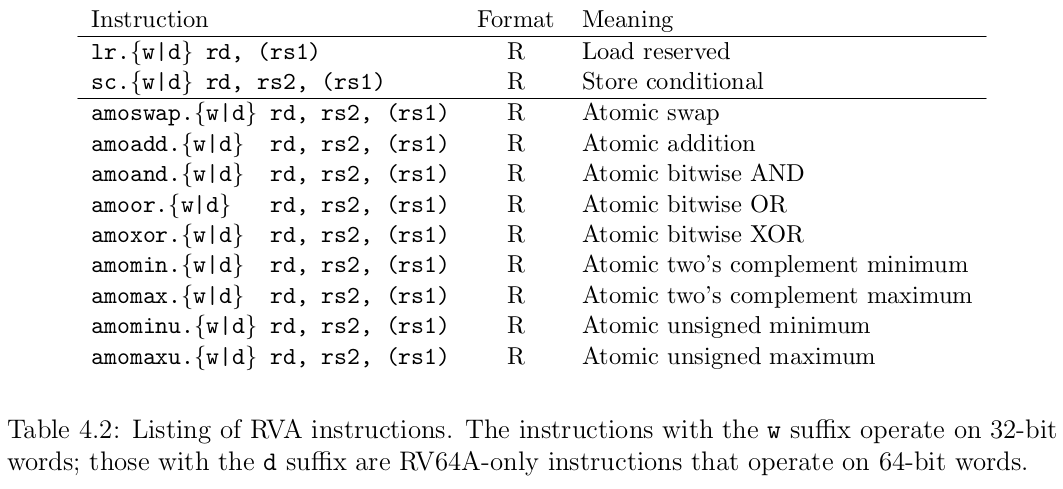 Instruction Format Meaning
lr.{w|d} rd, (rs1) R Load reserved
sc.{w|d} rd, rs2, (rs1) R Store conditional
amoswap.{w|d} rd, rs2, (rs1) R Atomic swap
amoadd.{w|d} rd, rs2, (rs1) R Atomic addition
amoand.{w|d} rd, rs2, (rs1) R Atomic bitwise AND
amoor.{w|d} rd, rs2, (rs1) R Atomic bitwise OR
amoxor.{w|d} rd, rs2, (rs1) R Atomic bitwise XOR
amomin.{w|d} rd, rs2, (rs1) R Atomic two's complement minimum
amomax.{w|d} rd, rs2, (rs1) R Atomic two's complement maximum
amominu.{w|d} rd, rs2, (rs1) R Atomic unsigned minimum
amomaxu.{w|d} rd, rs2, (rs1) R Atomic unsigned maximum
Table 4.2: Listing of RVA instructions. The instructions with the w suffix operate on 32-bit
words; those with the d suffix are RV64A-only instructions that operate on 64-bit words.